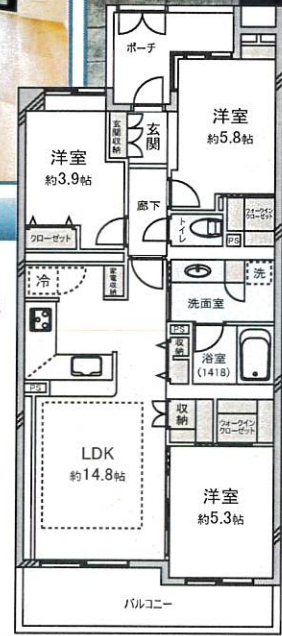 ポーチ
洋室
約5.8帖
玄関
玄関
収納
洋室
約3.9帖
廊下
トイレ
ウォークイン
クローゼット
PS
クローゼット
冷
家電
収納
洗
洗面室
PS
収納
浴室
(1418)
PS
収納
ウォークイン
クローゼット
LDK
約14.8帖
洋室
約5.3帖
バルコニー